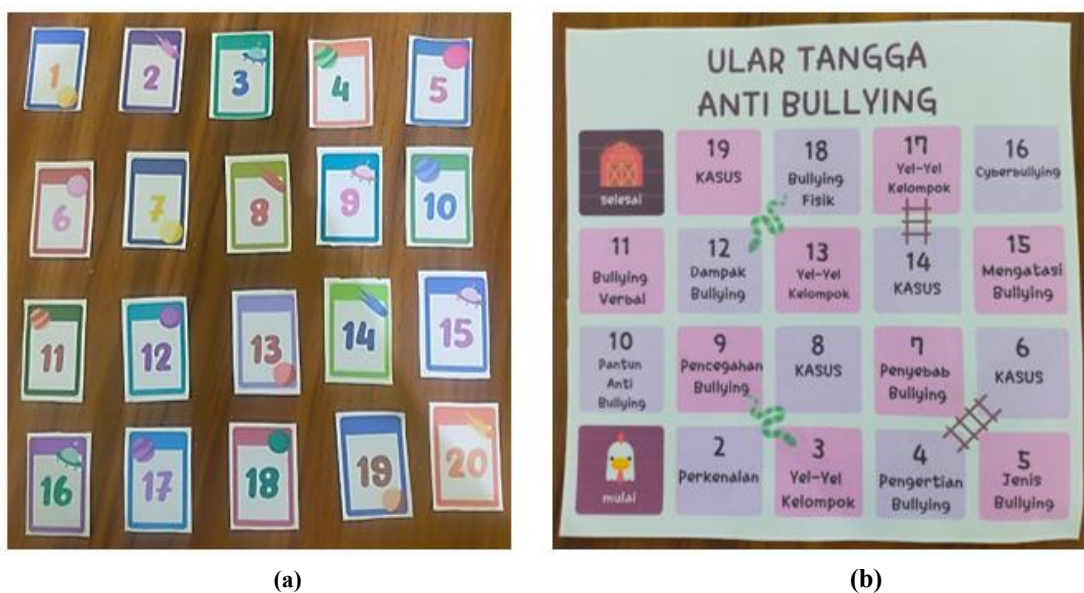 1
2
3
4
5
6
7
8
9
10
11
12
13
14
15
16
17
18
19
20
(a)
ULAR TANGGA
ANTI BULLYING
selesai
19
KASUS
18
Bullying
Fisik
17
Yel-Yel
Kelompok
16
Cyberbullying
11
Bullying
Verbal
12
Dampak
Bullying
13
Yel-Yel
Kelompok
14
KASUS
15
Mengatasi
Bullying
10
Pantun
Anti
Bullying
9
Pencegahan
Bullying
8
KASUS
7
Penyebab
Bullying
6
KASUS
mulai
2
Perkenalan
3
Yel-Yel
Kelompok
4
Pengertian
Bullying
5
Jenis
Bullying
(b)